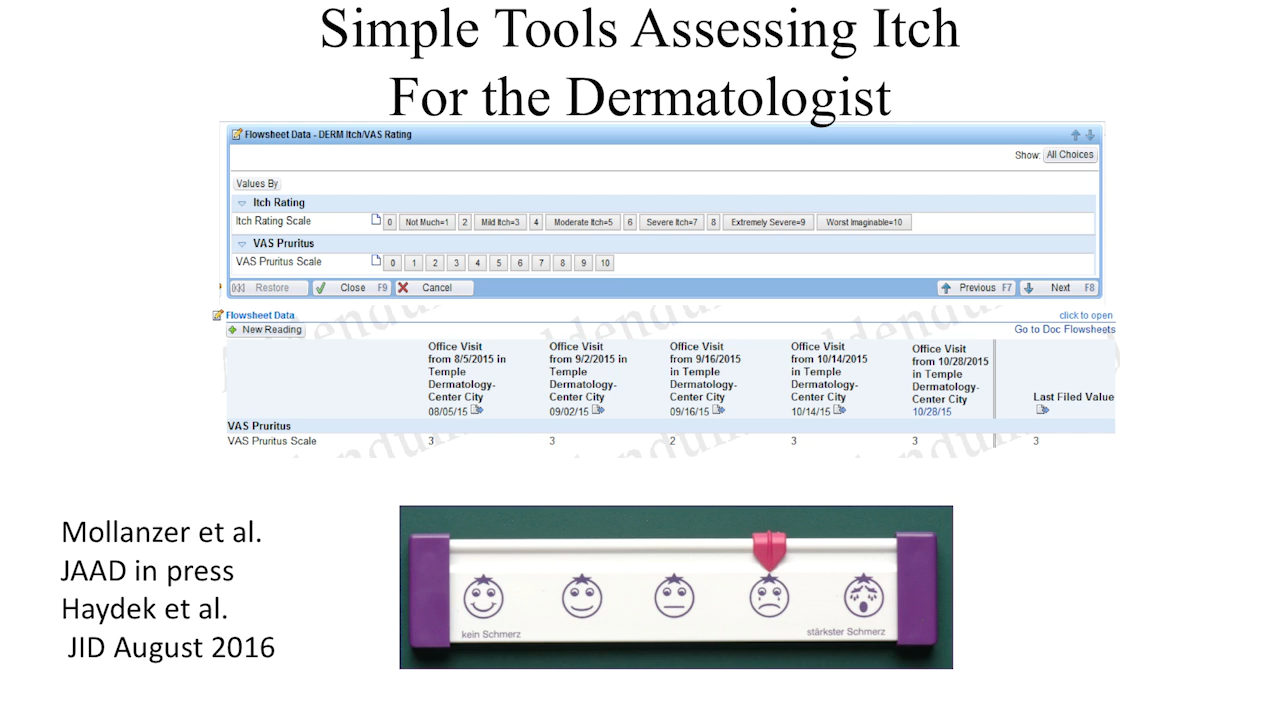 Simple Tools Assessing Itch
For the Dermatologist
Flowsheet Data - DERM Itch/VAS Rating
Show: All Choices
Values By
Itch Rating
Itch Rating Scale 0 Not Much=1 2 Mild Itch=3 4 Moderate Itch=5 6 Severe Itch=7 8 Extremely Severe=9 Worst Imaginable=10
VAS Pruritus
VAS Pruritus Scale 0 1 2 3 4 5 6 7 8 9 10
Restore Close F9 Cancel Previous F7 Next F8
Flowsheet Data click to open
New Reading Go to Doc Flowsheets
Office Visit Office Visit Office Visit Office Visit Office Visit
from 8/5/2015 in from 9/2/2015 in from 9/16/2015 from 10/14/2015 from 10/28/2015
Temple Temple in Temple in Temple in Temple
Dermatology- Dermatology- Dermatology- Dermatology- Dermatology-
Center City Center City Center City Center City Center City Last Filed Value
08/05/15 09/02/15 09/16/15 10/14/15 10/28/15
VAS Pruritus
VAS Pruritus Scale 3 3 2 3 3 3
Mollanzer et al.
JAAD in press
Haydek et al.
JID August 2016
kein Schmerz stärkster Schmerz